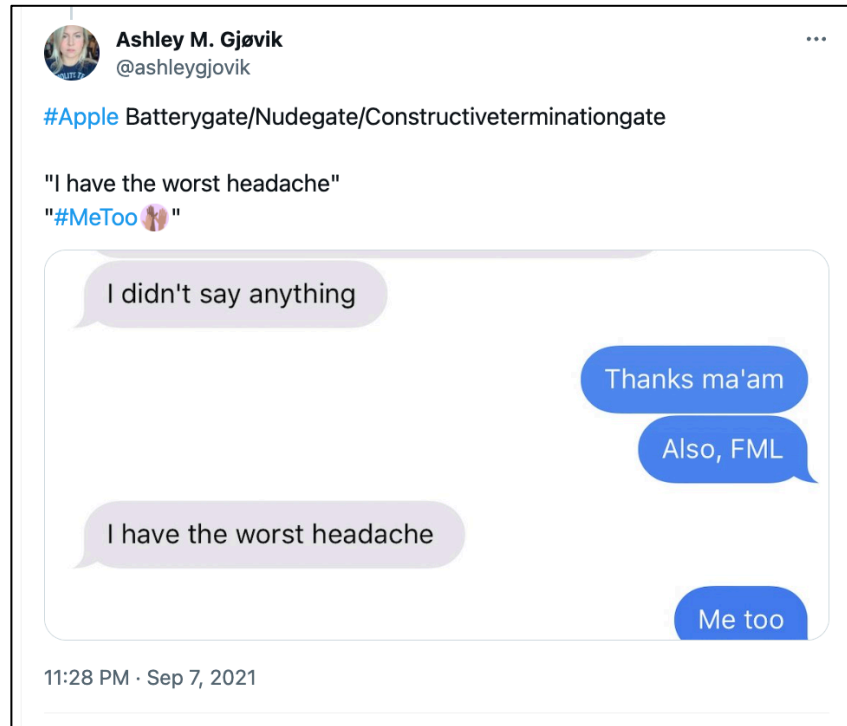 Ashley M. Gjøvik
@ashleygjovik
#Apple Batterygate/Nudegate/Constructiveterminationgate
"I have the worst headache"
"#MeToo🙌🏽"
I didn't say anything
Thanks ma'am
Also, FML
I have the worst headache
Me too
11:28 PM · Sep 7, 2021